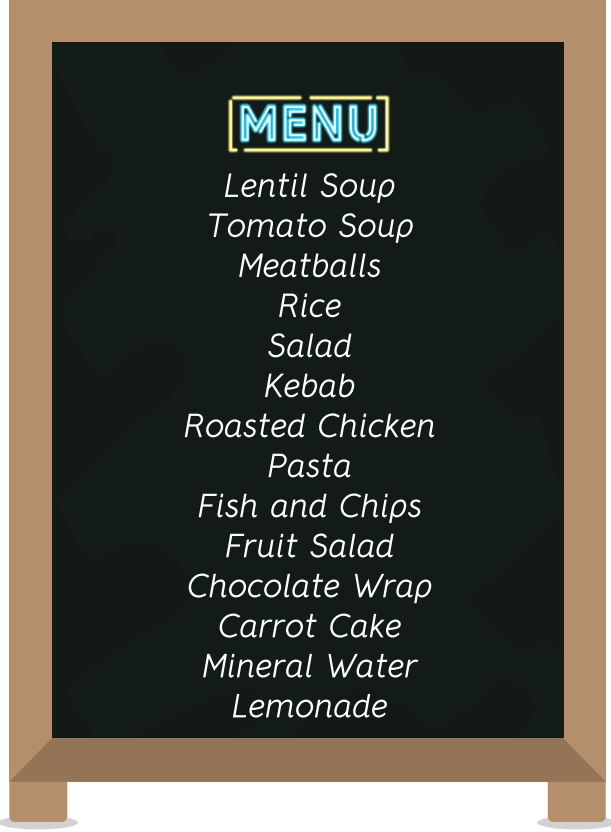 MENU
Lentil Soup
Tomato Soup
Meatballs
Rice
Salad
Kebab
Roasted Chicken
Pasta
Fish and Chips
Fruit Salad
Chocolate Wrap
Carrot Cake
Mineral Water
Lemonade